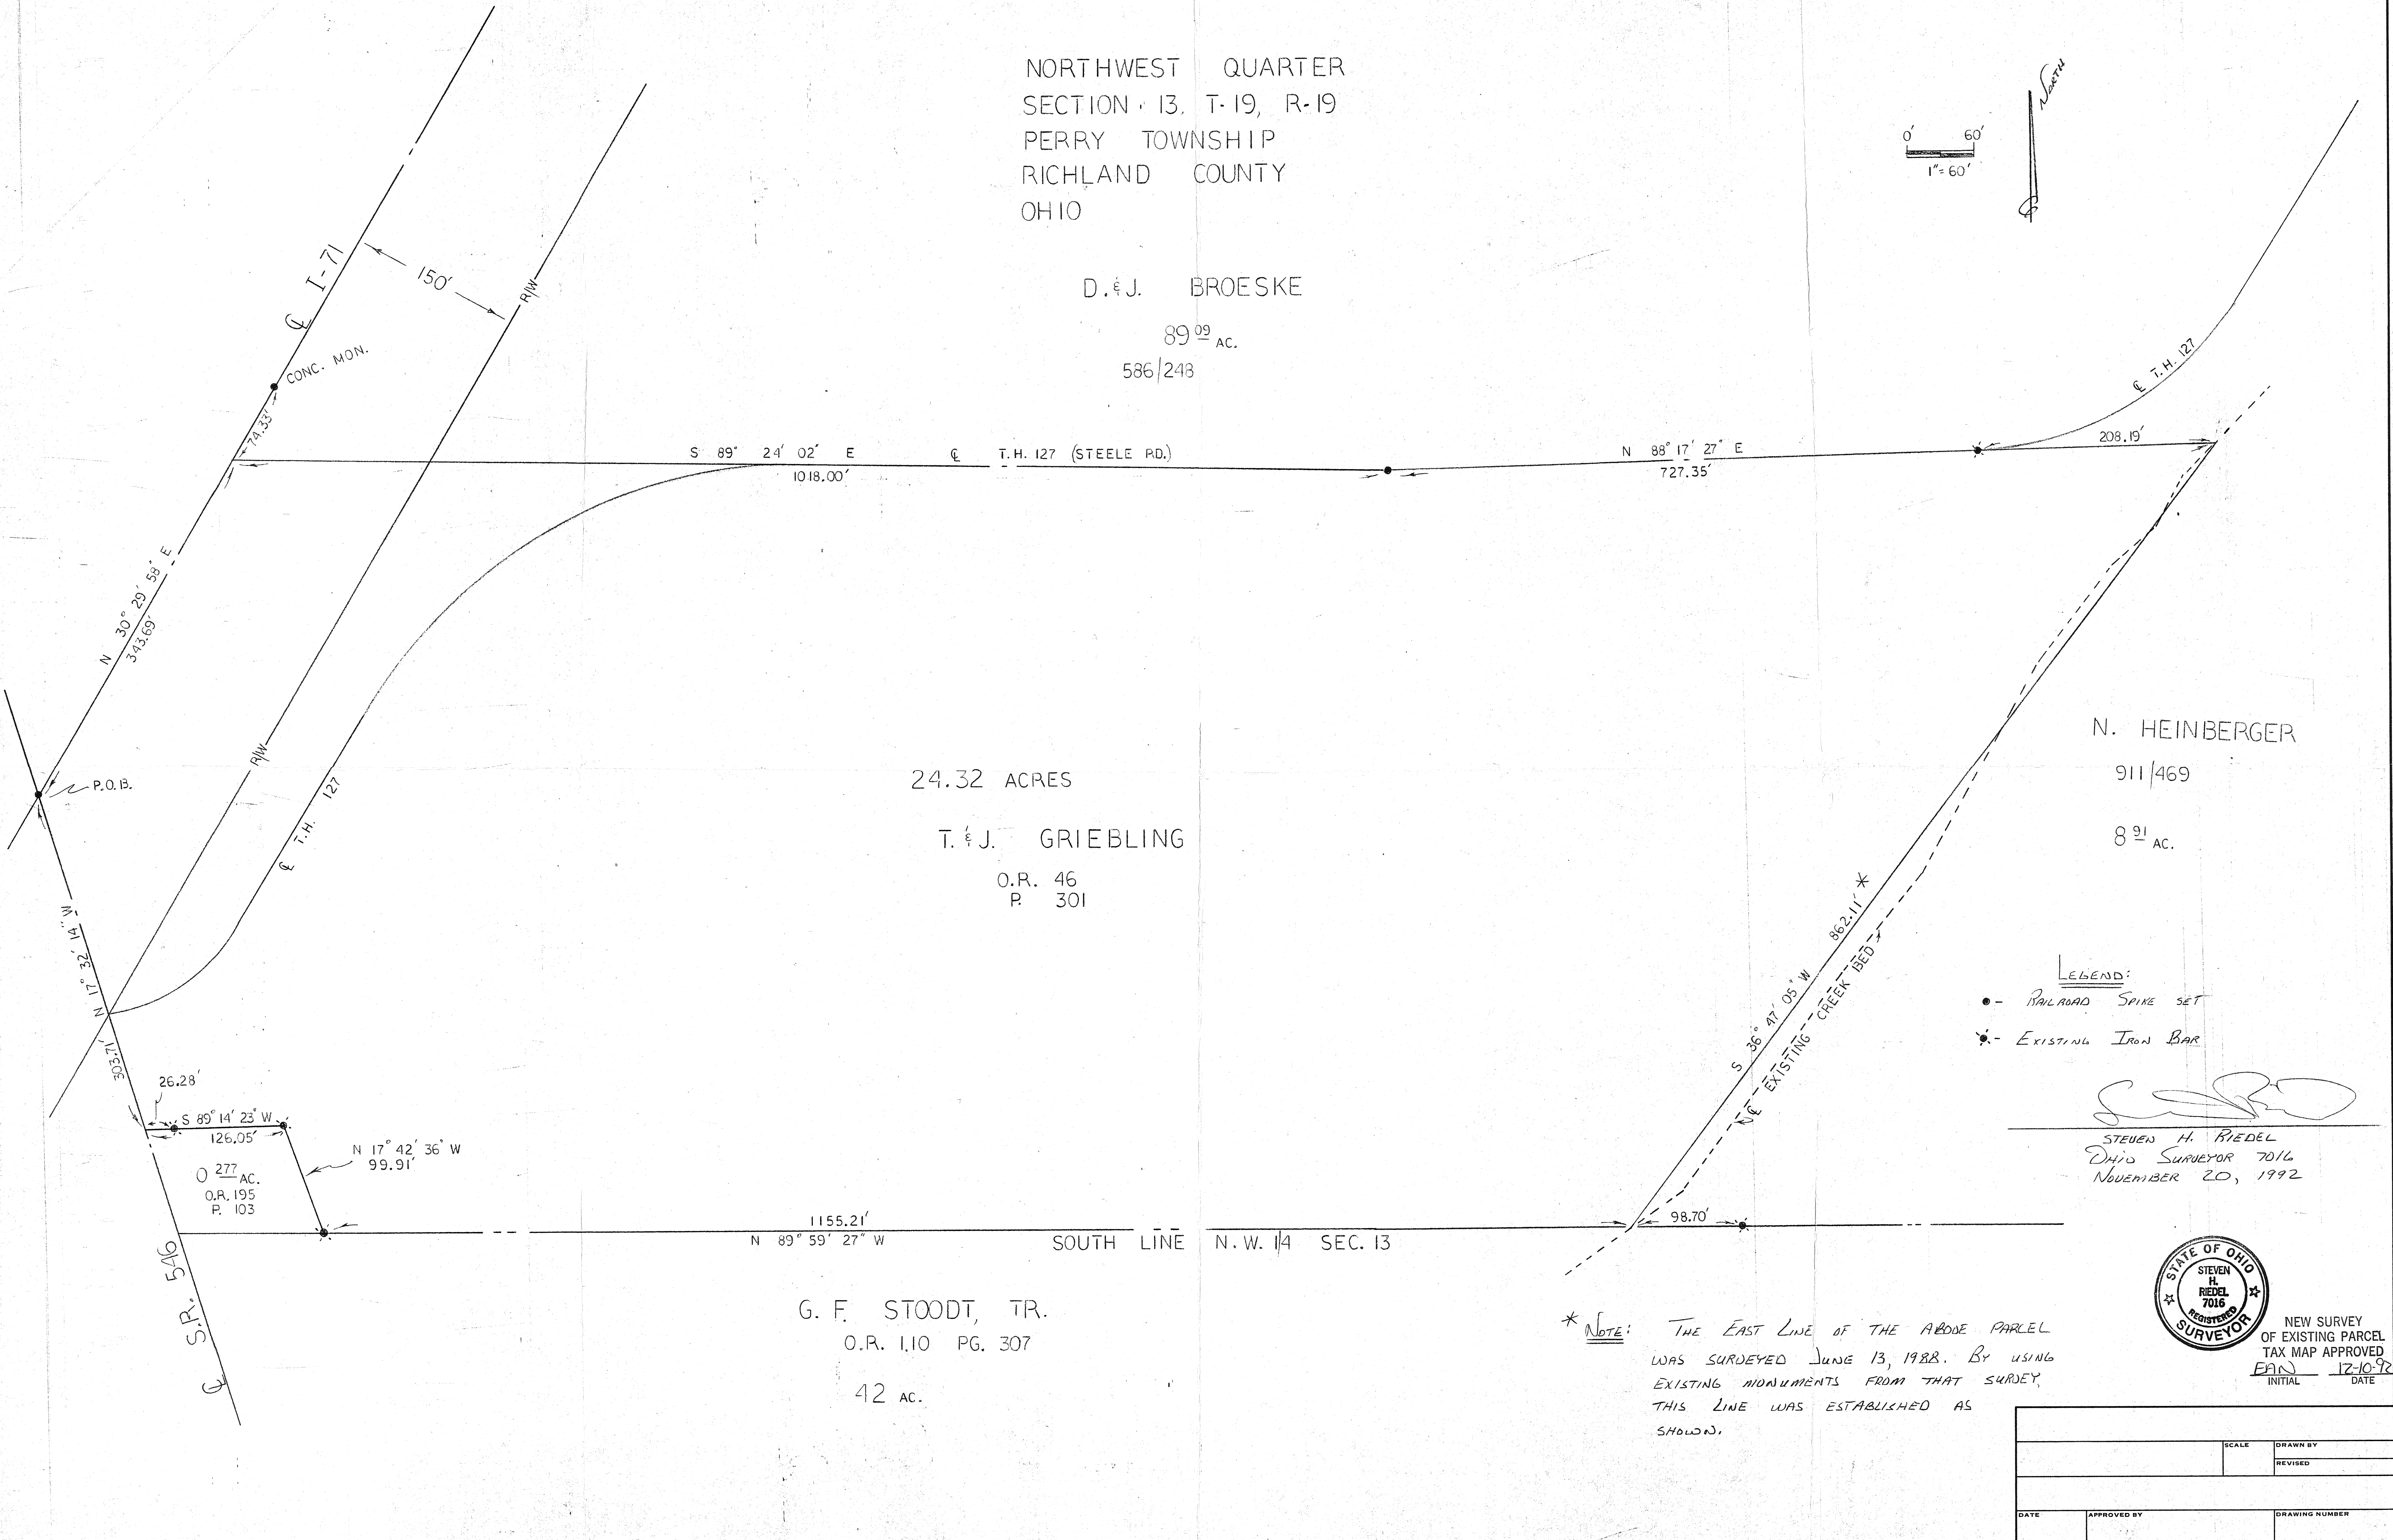 NORTHWEST QUARTER
SECTION 13, T-19, R-19
PERRY TOWNSHIP
RICHLAND COUNTY
OHIO
NORTH
0' 60'
1"=60'
D. & J. BROESKE
89 09 AC.
586/248
℄ I-71
150'
R/W
CONC. MON.
74.33'
S 89° 24' 02" E ℄ T.H. 127 (STEELE RD.)
1018.00'
N 88° 17' 27" E
727.35'
208.19'
℄ T.H. 127
N 30° 29' 58" E
343.69'
P.O.B.
R/W
℄ T.H. 127
24.32 ACRES
T. & J. GRIEBLING
O.R. 46
P. 301
N. HEINBERGER
911/469
8 91 AC.
S 36° 47' 05" W 862.11' *
℄ EXISTING CREEK BED
N 17° 32' 14" W
303.71'
26.28'
S 89° 14' 23" W
126.05'
N 17° 42' 36" W
99.91'
0 277 AC.
O.R. 195
P. 103
1155.21'
N 89° 59' 27" W
SOUTH LINE N.W. 1/4 SEC. 13
98.70'
℄ S.R. 546
G. F. STOODT, TR.
O.R. 110 PG. 307
42 AC.
LEGEND:
- RAILROAD SPIKE SET
- EXISTING IRON BAR
STEVEN H. RIEDEL
OHIO SURVEYOR 7016
NOVEMBER 20, 1992
STATE OF OHIO
STEVEN
H.
RIEDEL
7016
REGISTERED
SURVEYOR
* NOTE: THE EAST LINE OF THE ABOVE PARCEL
WAS SURVEYED JUNE 13, 1988. BY USING
EXISTING MONUMENTS FROM THAT SURVEY,
THIS LINE WAS ESTABLISHED AS
SHOWN.
NEW SURVEY
OF EXISTING PARCEL
TAX MAP APPROVED
EAN 12-10-92
INITIAL DATE
SCALE DRAWN BY
REVISED
DATE APPROVED BY DRAWING NUMBER